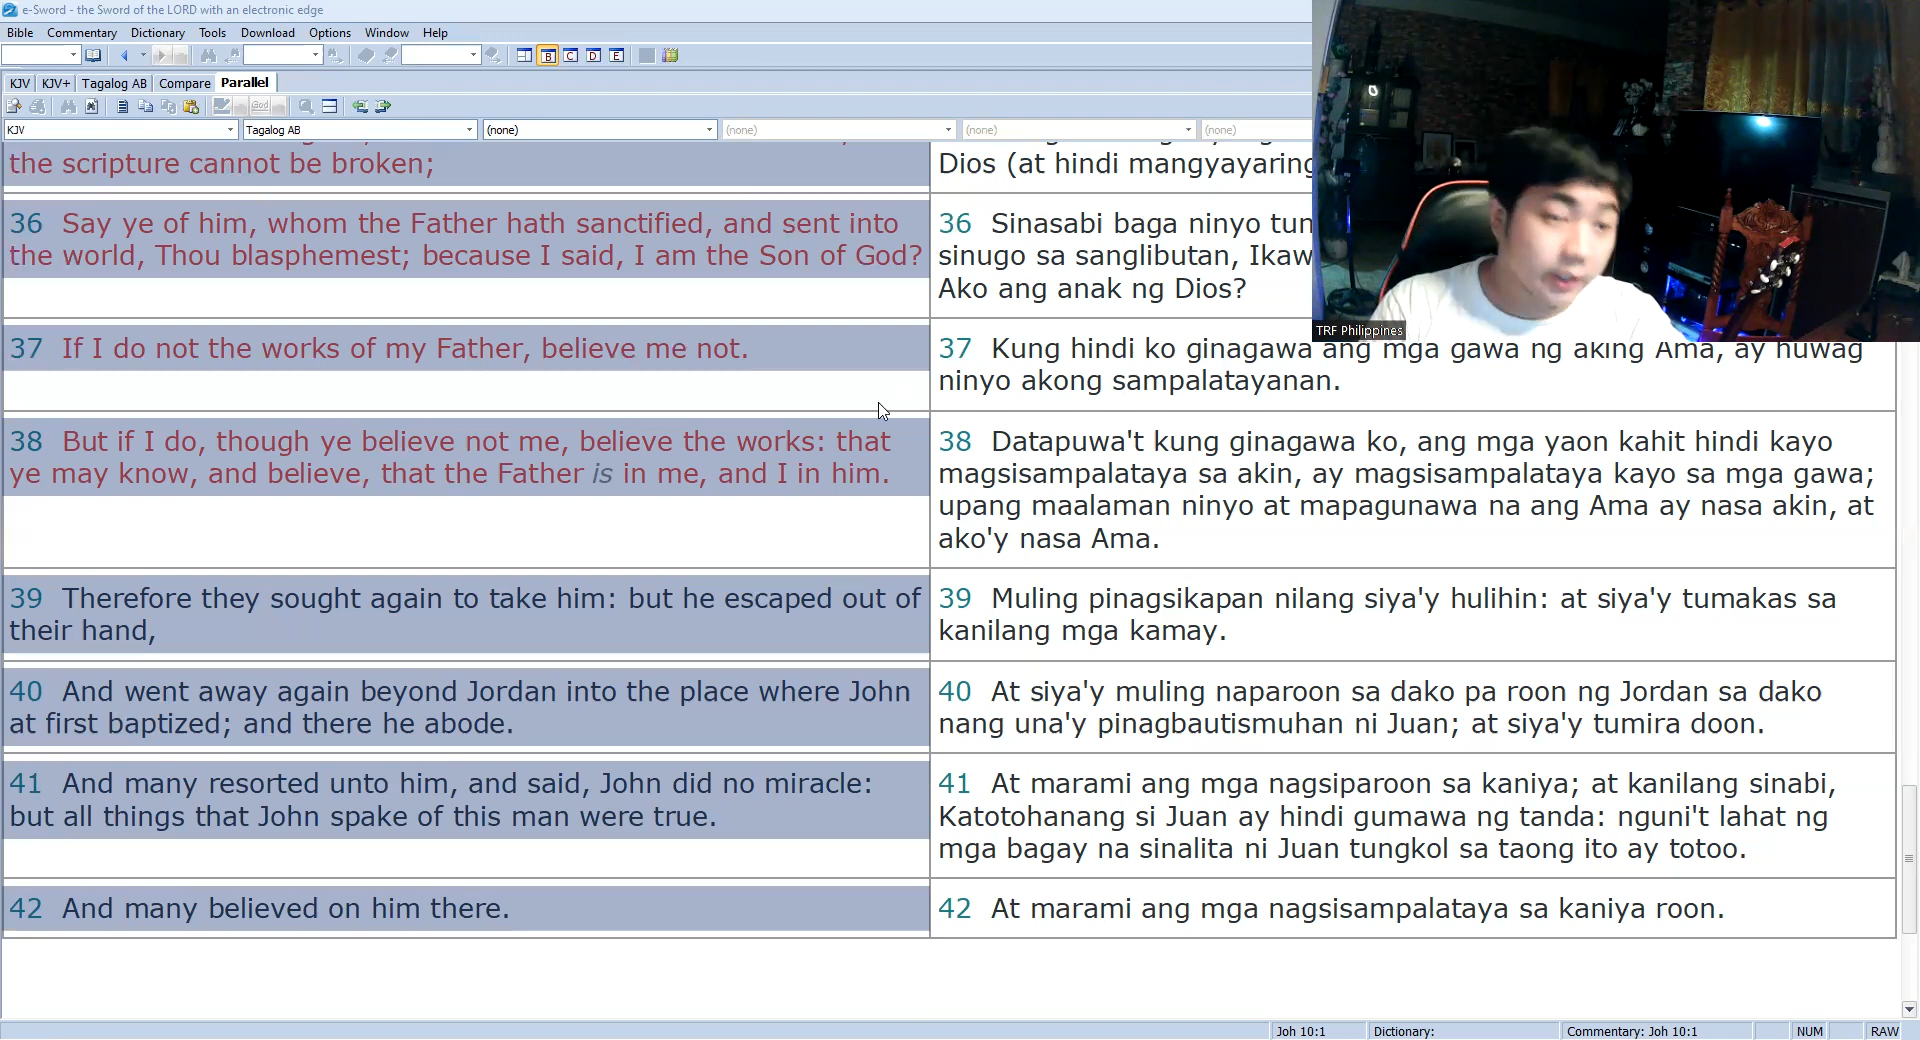 e-Sword - the Sword of the LORD with an electronic edge
Bible Commentary Dictionary Tools Download Options Window Help
B C D E
KJV KJV+ Tagalog AB Compare Parallel
God
KJV Tagalog AB (none) (none) (none) (none)
the scripture cannot be broken;
36 Say ye of him, whom the Father hath sanctified, and sent into
the world, Thou blasphemest; because I said, I am the Son of God?
37 If I do not the works of my Father, believe me not.
38 But if I do, though ye believe not me, believe the works: that
ye may know, and believe, that the Father is in me, and I in him.
39 Therefore they sought again to take him: but he escaped out of
their hand,
40 And went away again beyond Jordan into the place where John
at first baptized; and there he abode.
41 And many resorted unto him, and said, John did no miracle:
but all things that John spake of this man were true.
42 And many believed on him there.
Dios (at hindi mangyayaring
36 Sinasabi baga ninyo
sinugo sa sanglibutan, Ikaw
Ako ang anak ng Dios?
37 Kung hindi ko ginagawa ang mga gawa ng aking Ama, ay huwag
ninyo akong sampalatayanan.
38 Datapuwa't kung ginagawa ko, ang mga yaon kahit hindi kayo
magsisampalataya sa akin, ay magsisampalataya kayo sa mga gawa;
upang maalaman ninyo at mapagunawa na ang Ama ay nasa akin, at
ako'y nasa Ama.
39 Muling pinagsikapan nilang siya'y hulihin: at siya'y tumakas sa
kanilang mga kamay.
40 At siya'y muling naparoon sa dako pa roon ng Jordan sa dako
nang una'y pinagbautismuhan ni Juan; at siya'y tumira doon.
41 At marami ang mga nagsiparoon sa kaniya; at kanilang sinabi,
Katotohanang si Juan ay hindi gumawa ng tanda: nguni't lahat ng
mga bagay na sinalita ni Juan tungkol sa taong ito ay totoo.
42 At marami ang mga nagsisampalataya sa kaniya roon.
TRF Philippines
Joh 10:1 Dictionary: Commentary: Joh 10:1 NUM RAW